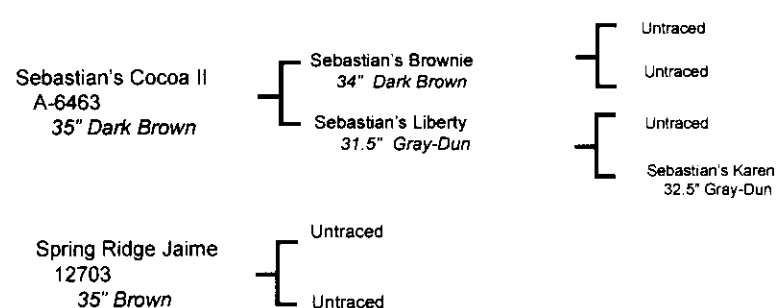 Sebastian's Cocoa II
A-6463
35" Dark Brown
Sebastian's Brownie
34" Dark Brown
Untraced
Untraced
Sebastian's Liberty
31.5" Gray-Dun
Untraced
Sebastian's Karen
32.5" Gray-Dun
Spring Ridge Jaime
12703
35" Brown
Untraced
Untraced